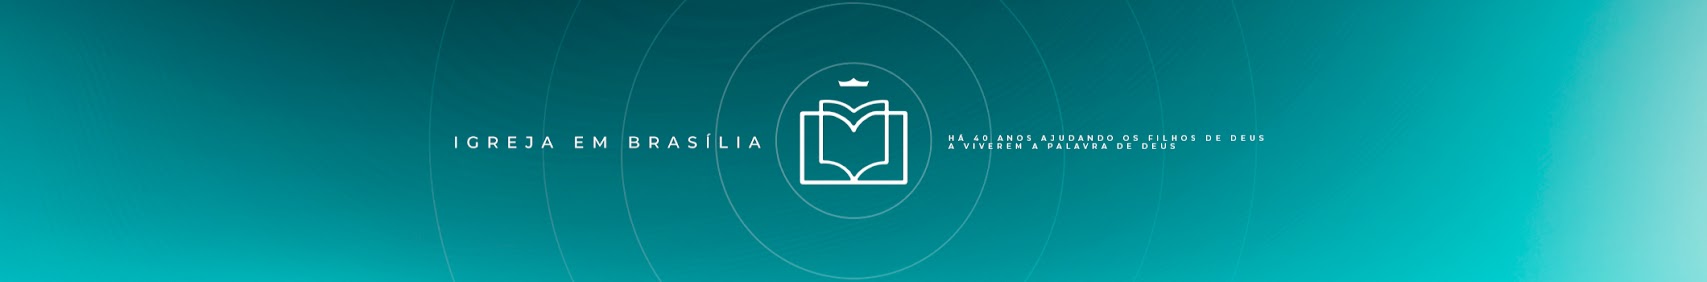 IGREJA EM BRASÍLIA
HÁ 40 ANOS AJUDANDO OS FILHOS DE DEUS
A VIVEREM A PALAVRA DE DEUS